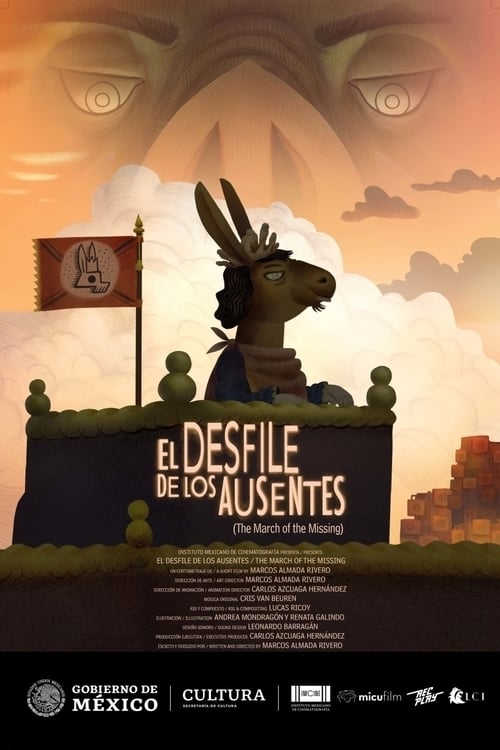 EL DESFILE
DE LOS AUSENTES
(The March of the Missing)
INSTITUTO MEXICANO DE CINEMATOGRAFÍA PRESENTA / PRESENTS
EL DESFILE DE LOS AUSENTES / THE MARCH OF THE MISSING
UN CORTOMETRAJE DE / A SHORT FILM BY MARCOS ALMADA RIVERO
DIRECCIÓN DE ARTE / ART DIRECTOR MARCOS ALMADA RIVERO
DIRECCIÓN DE ANIMACIÓN / ANIMATION DIRECTOR CARLOS AZCUAGA HERNÁNDEZ
MÚSICA ORIGINAL CRIS VAN BEUREN
RIG Y COMPUESTO / RIG & COMPOSITING LUCAS RICOY
ILUSTRACIÓN / ILLUSTRATION ANDREA MONDRAGÓN Y RENATA GALINDO
DISEÑO SONORO / SOUND DESIGN LEONARDO BARRAGÁN
PRODUCCIÓN EJECUTIVA / EXECUTIVE PRODUCER CARLOS AZCUAGA HERNÁNDEZ
ESCRITO Y DIRIGIDO POR / WRITTEN AND DIRECTED BY MARCOS ALMADA RIVERO
GOBIERNO DE
MÉXICO
CULTURA
SECRETARÍA DE CULTURA
IMCINE
INSTITUTO MEXICANO
DE CINEMATOGRAFÍA
micufilm
REC
PLAY
LCI